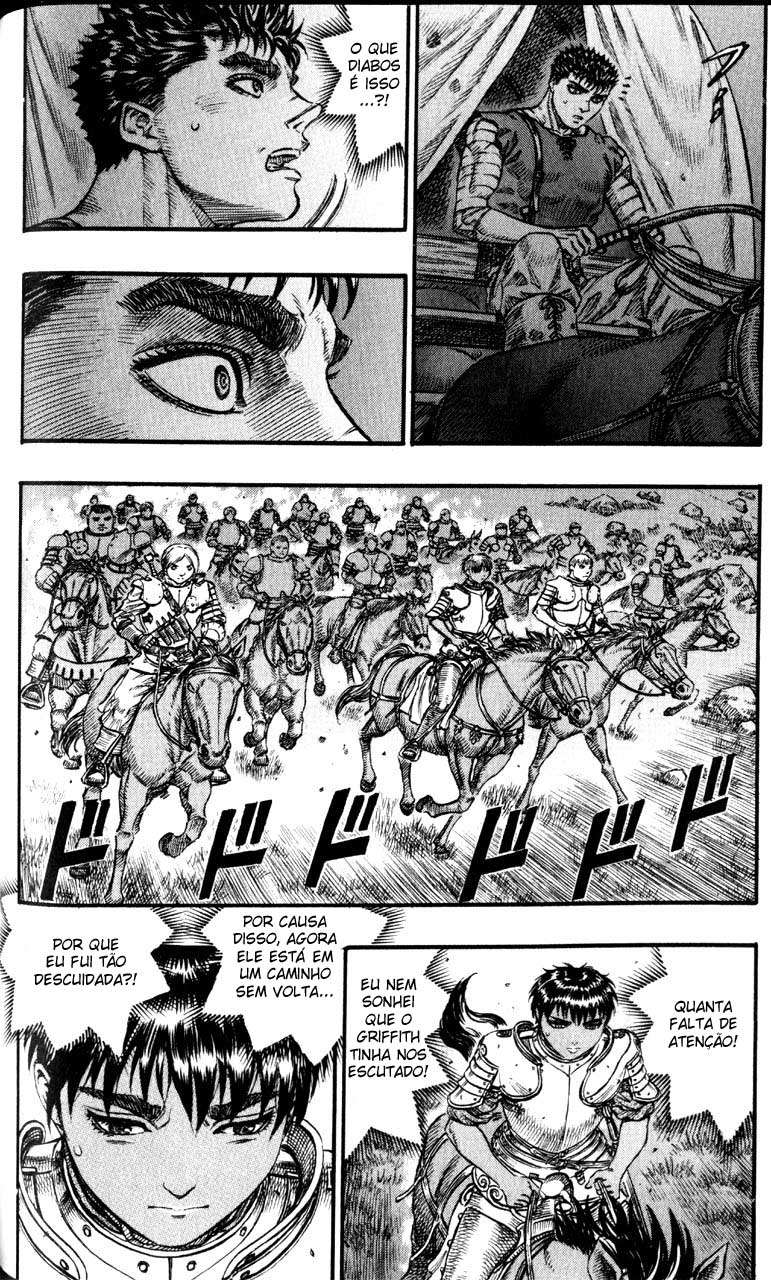 O QUE
DIABOS
É ISSO
...?!
ド ド ド ド ド ド
QUANTA
FALTA DE
ATENÇÃO!
EU NEM
SONHEI
QUE O
GRIFFITH
TINHA NOS
ESCUTADO!
POR CAUSA
DISSO, AGORA
ELE ESTÁ EM
UM CAMINHO
SEM VOLTA...
POR QUE
EU FUI TÃO
DESCUIDADA?!